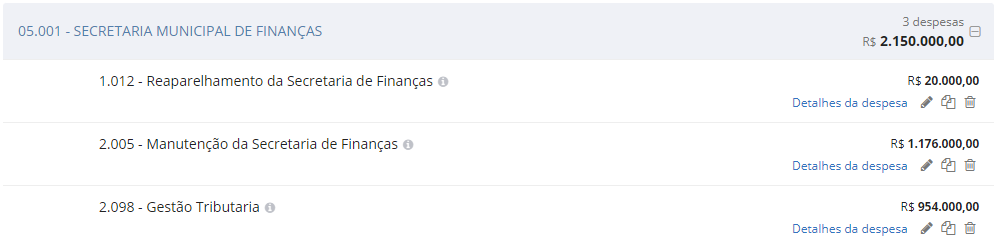 05.001 - SECRETARIA MUNICIPAL DE FINANÇAS
3 despesas
R$ 2.150.000,00
1.012 - Reaparelhamento da Secretaria de Finanças
R$ 20.000,00
Detalhes da despesa
2.005 - Manutenção da Secretaria de Finanças
R$ 1.176.000,00
Detalhes da despesa
2.098 - Gestão Tributaria
R$ 954.000,00
Detalhes da despesa